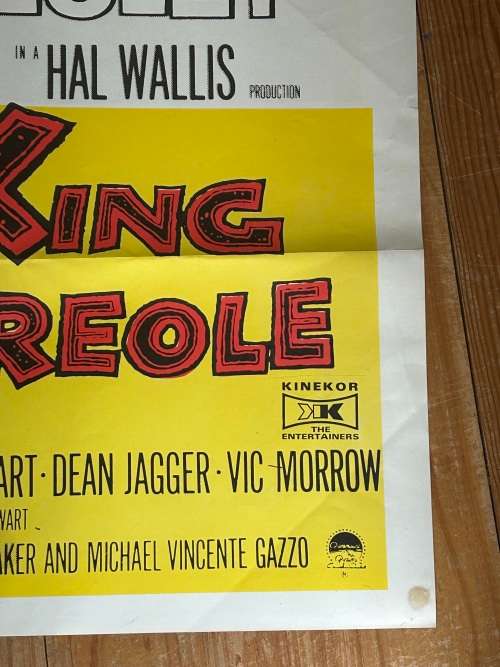 IN A HAL WALLIS PRODUCTION
KING
REOLE
KINEKOR
THE
ENTERTAINERS
ART · DEAN JAGGER · VIC MORROW
WART
AKER AND MICHAEL VINCENTE GAZZO